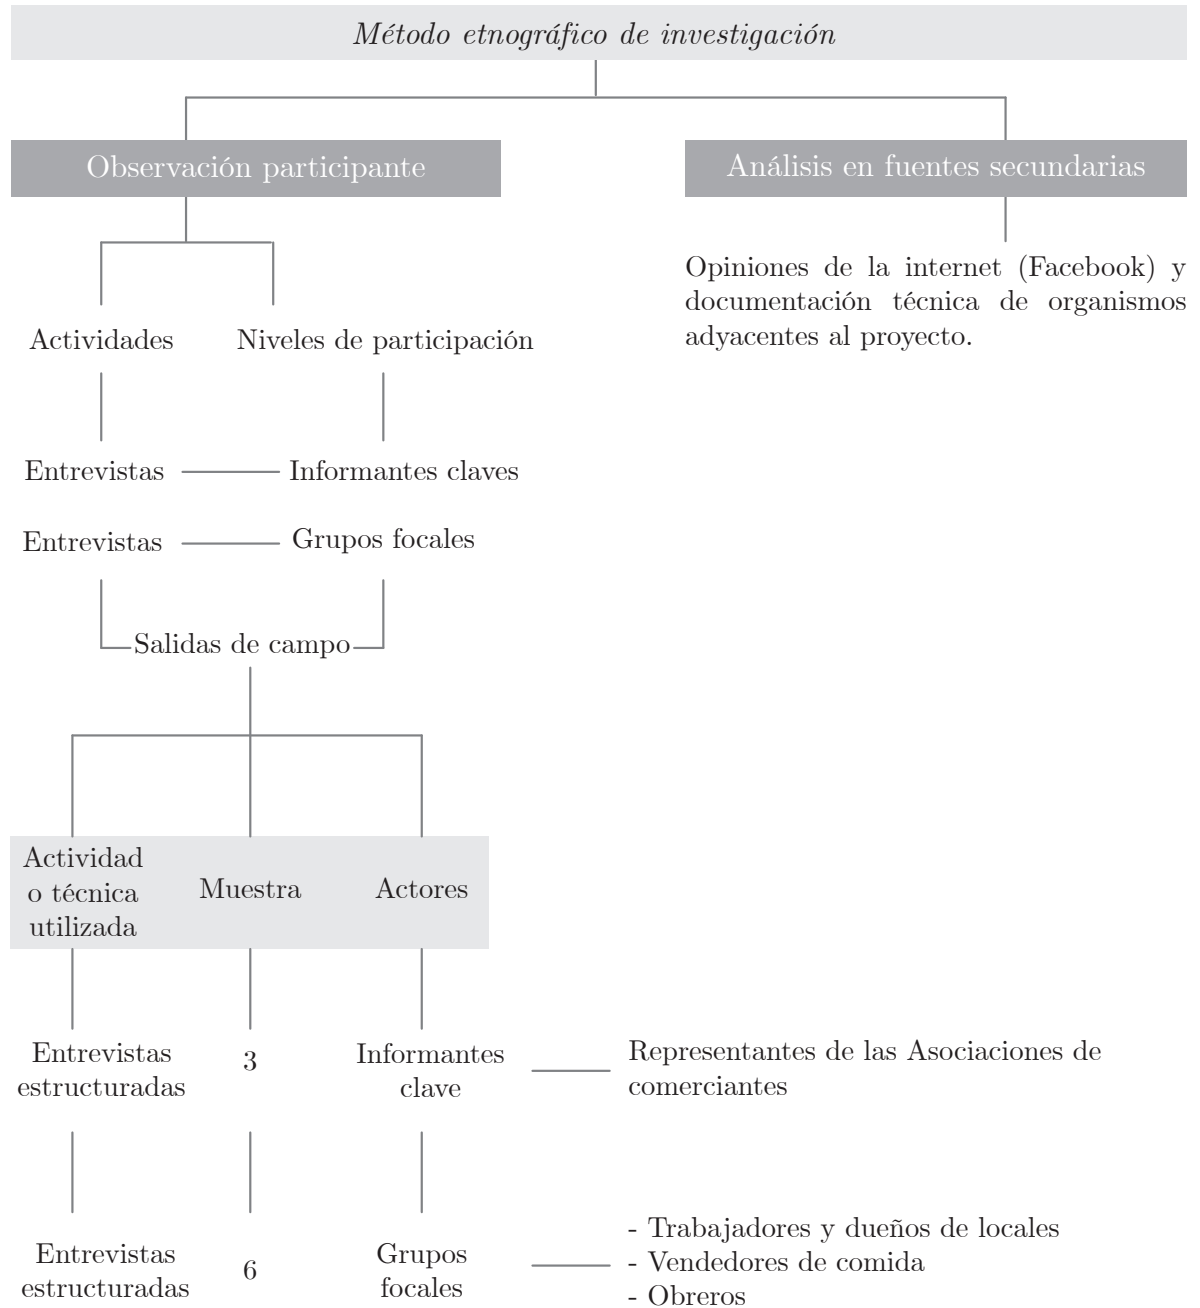 Método etnográfico de investigación
Observación participante
Análisis en fuentes secundarias
Opiniones de la internet (Facebook) y
documentación técnica de organismos
adyacentes al proyecto.
Actividades
Niveles de participación
Entrevistas
Informantes claves
Entrevistas
Grupos focales
Salidas de campo
Actividad
o técnica
utilizada
Muestra
Actores
Entrevistas
estructuradas
3
Informantes
clave
Representantes de las Asociaciones de
comerciantes
Entrevistas
estructuradas
6
Grupos
focales
- Trabajadores y dueños de locales
- Vendedores de comida
- Obreros